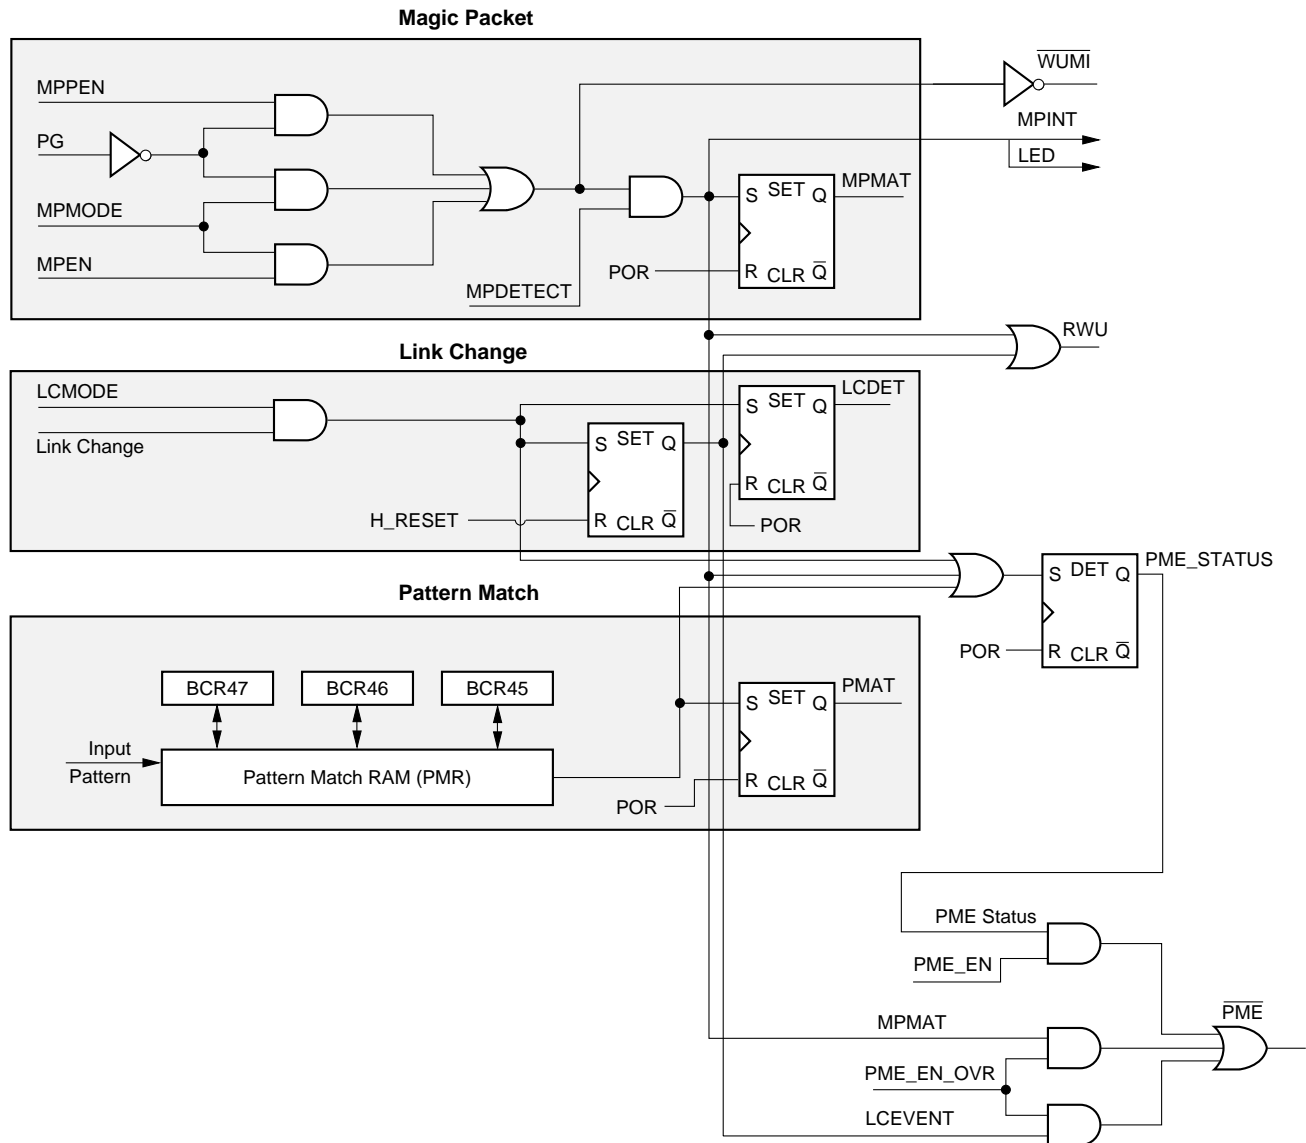 Magic Packet
MPPEN
PG
MPMODE
MPEN
MPDETECT
POR
S SET Q
R CLR Q
MPMAT
WUMI
MPINT
LED
RWU
Link Change
LCMODE
Link Change
H_RESET
S SET Q
R CLR Q
S SET Q
R CLR Q
LCDET
POR
S DET Q
R CLR Q
PME_STATUS
POR
Pattern Match
BCR47
BCR46
BCR45
Input
Pattern
Pattern Match RAM (PMR)
POR
S SET Q
R CLR Q
PMAT
PME Status
PME_EN
MPMAT
PME_EN_OVR
LCEVENT
PME